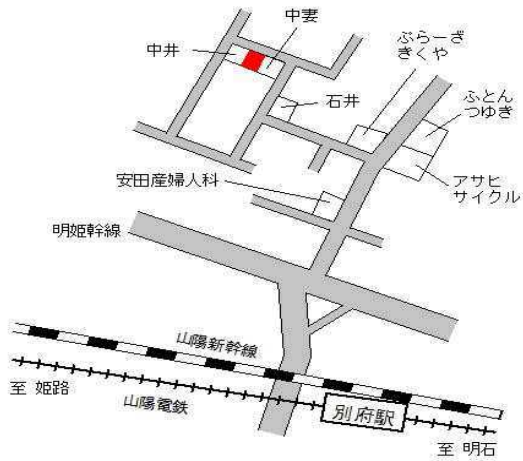 中妻
中井
ぶらーざ
きくや
石井
ふとん
つゆき
安田産婦人科
アサヒ
サイクル
明姫幹線
山陽新幹線
至 姫路
山陽電鉄
別府駅
至 明石